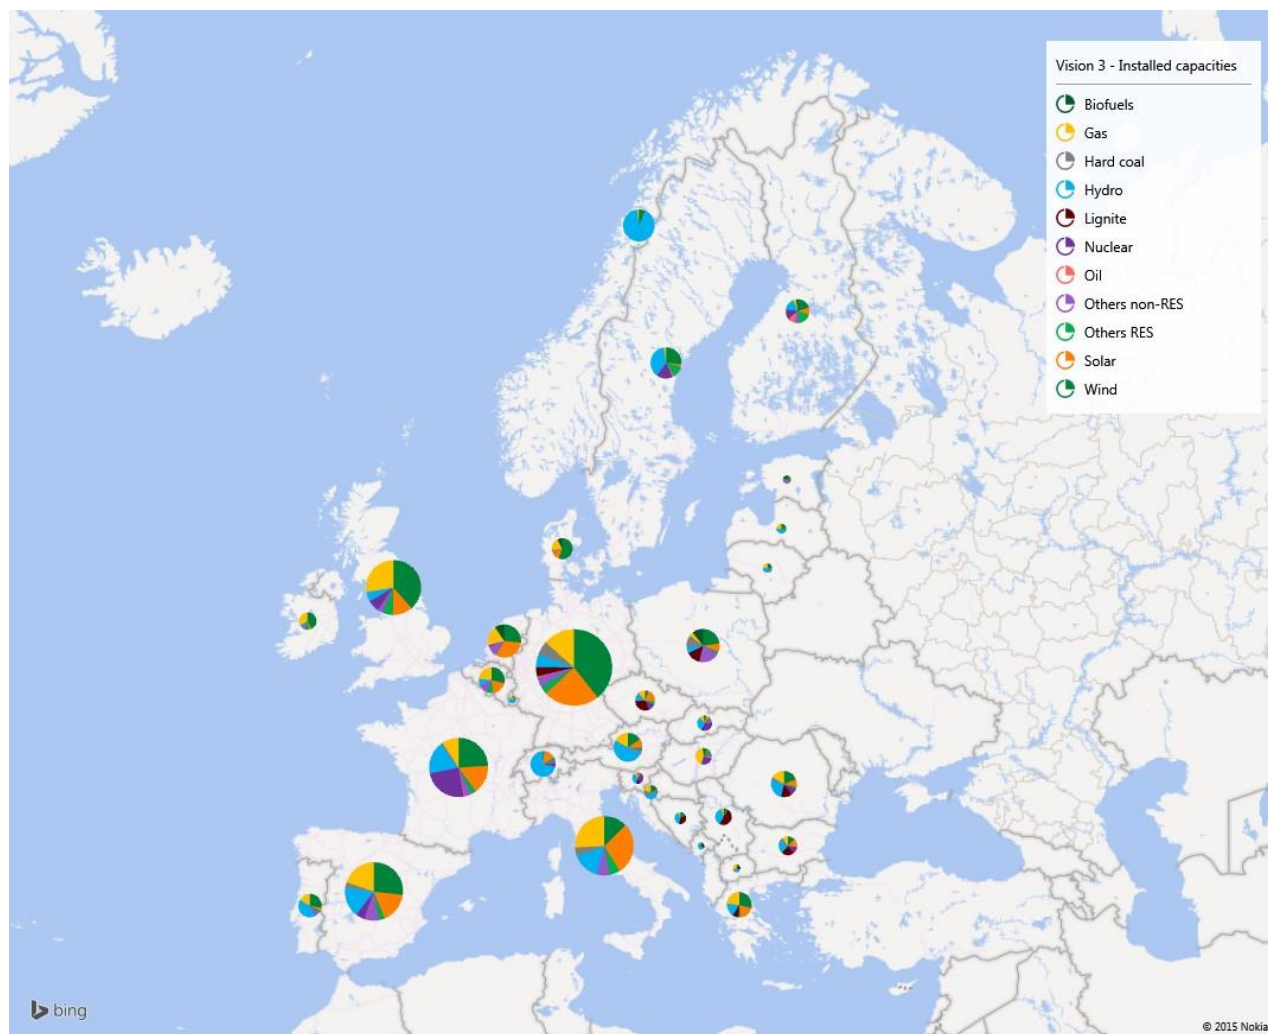 Vision 3 - Installed capacities
Biofuels
Gas
Hard coal
Hydro
Lignite
Nuclear
Oil
Others non-RES
Others RES
Solar
Wind
bing
© 2015 Nokia